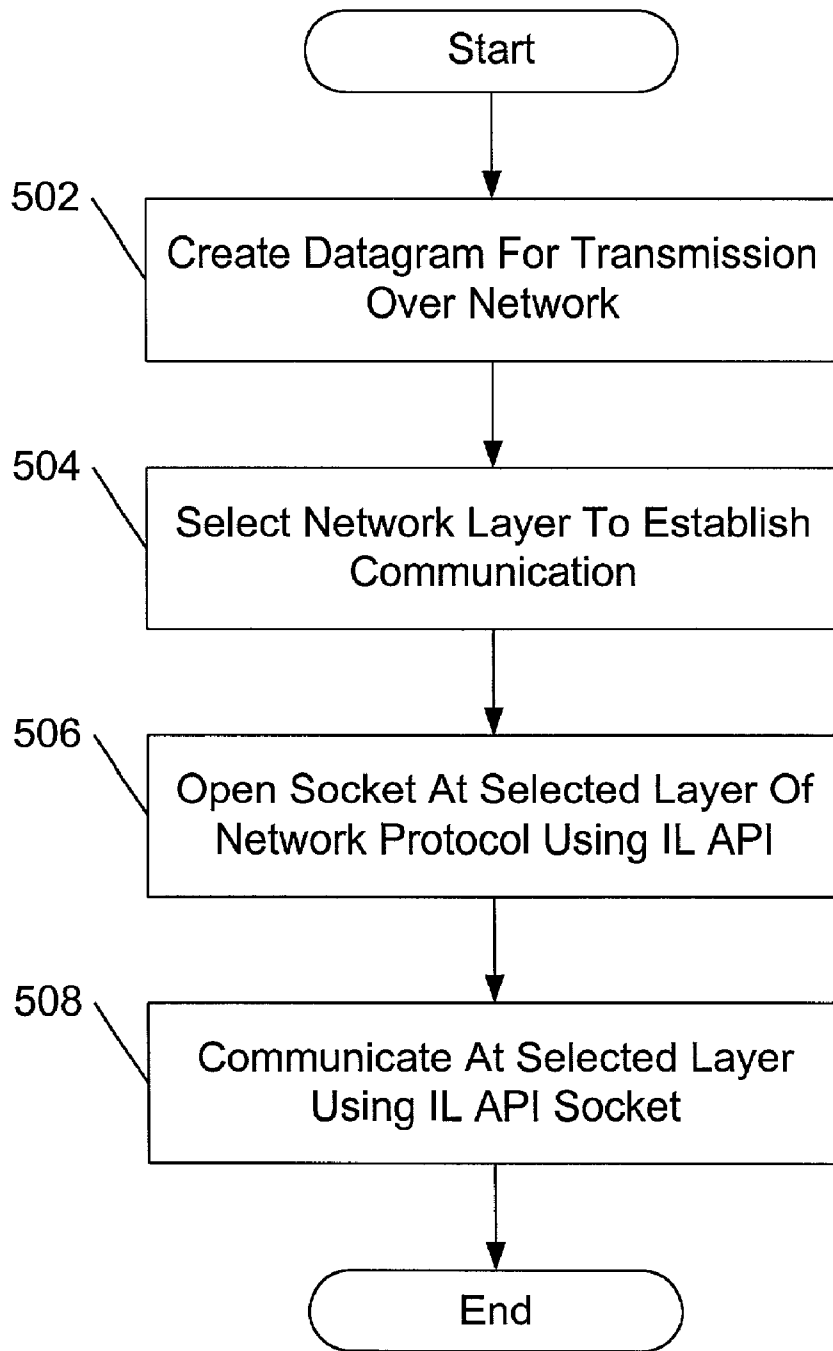 Start
502
Create Datagram For Transmission
Over Network
504
Select Network Layer To Establish
Communication
506
Open Socket At Selected Layer Of
Network Protocol Using IL API
508
Communicate At Selected Layer
Using IL API Socket
End